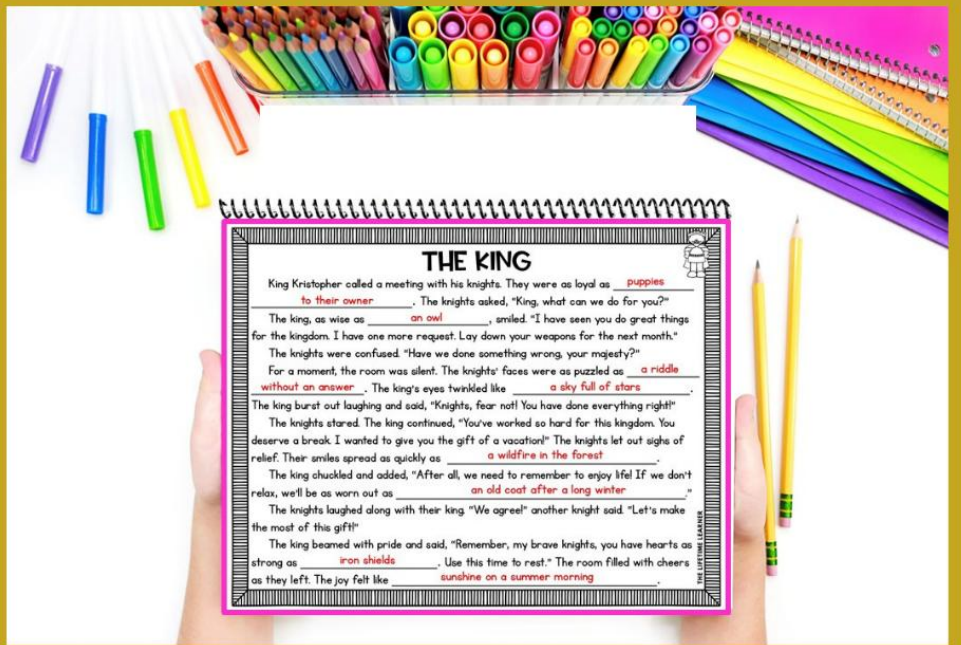 THE KING
King Kristopher called a meeting with his knights. They were as loyal as puppies
to their owner. The knights asked, "King, what can we do for you?"
The king, as wise as an owl, smiled. "I have seen you do great things
for the kingdom. I have one more request. Lay down your weapons for the next month."
The knights were confused. "Have we done something wrong, your majesty?"
For a moment, the room was silent. The knights' faces were as puzzled as a riddle
without an answer. The king's eyes twinkled like a sky full of stars.
The king burst out laughing and said, "Knights, fear not! You have done everything right!"
The knights stared. The king continued, "You've worked so hard for this kingdom. You
deserve a break. I wanted to give you the gift of a vacation!" The knights let out sighs of
relief. Their smiles spread as quickly as a wildfire in the forest.
The king chuckled and added, "After all, we need to remember to enjoy life! If we don't
relax, we'll be as worn out as an old coat after a long winter."
The knights laughed along with their king. "We agree!" another knight said. "Let's make
the most of this gift!"
The king beamed with pride and said, "Remember, my brave knights, you have hearts as
strong as iron shields. Use this time to rest." The room filled with cheers
as they left. The joy felt like sunshine on a summer morning.
THE LIFETIME LEARNER